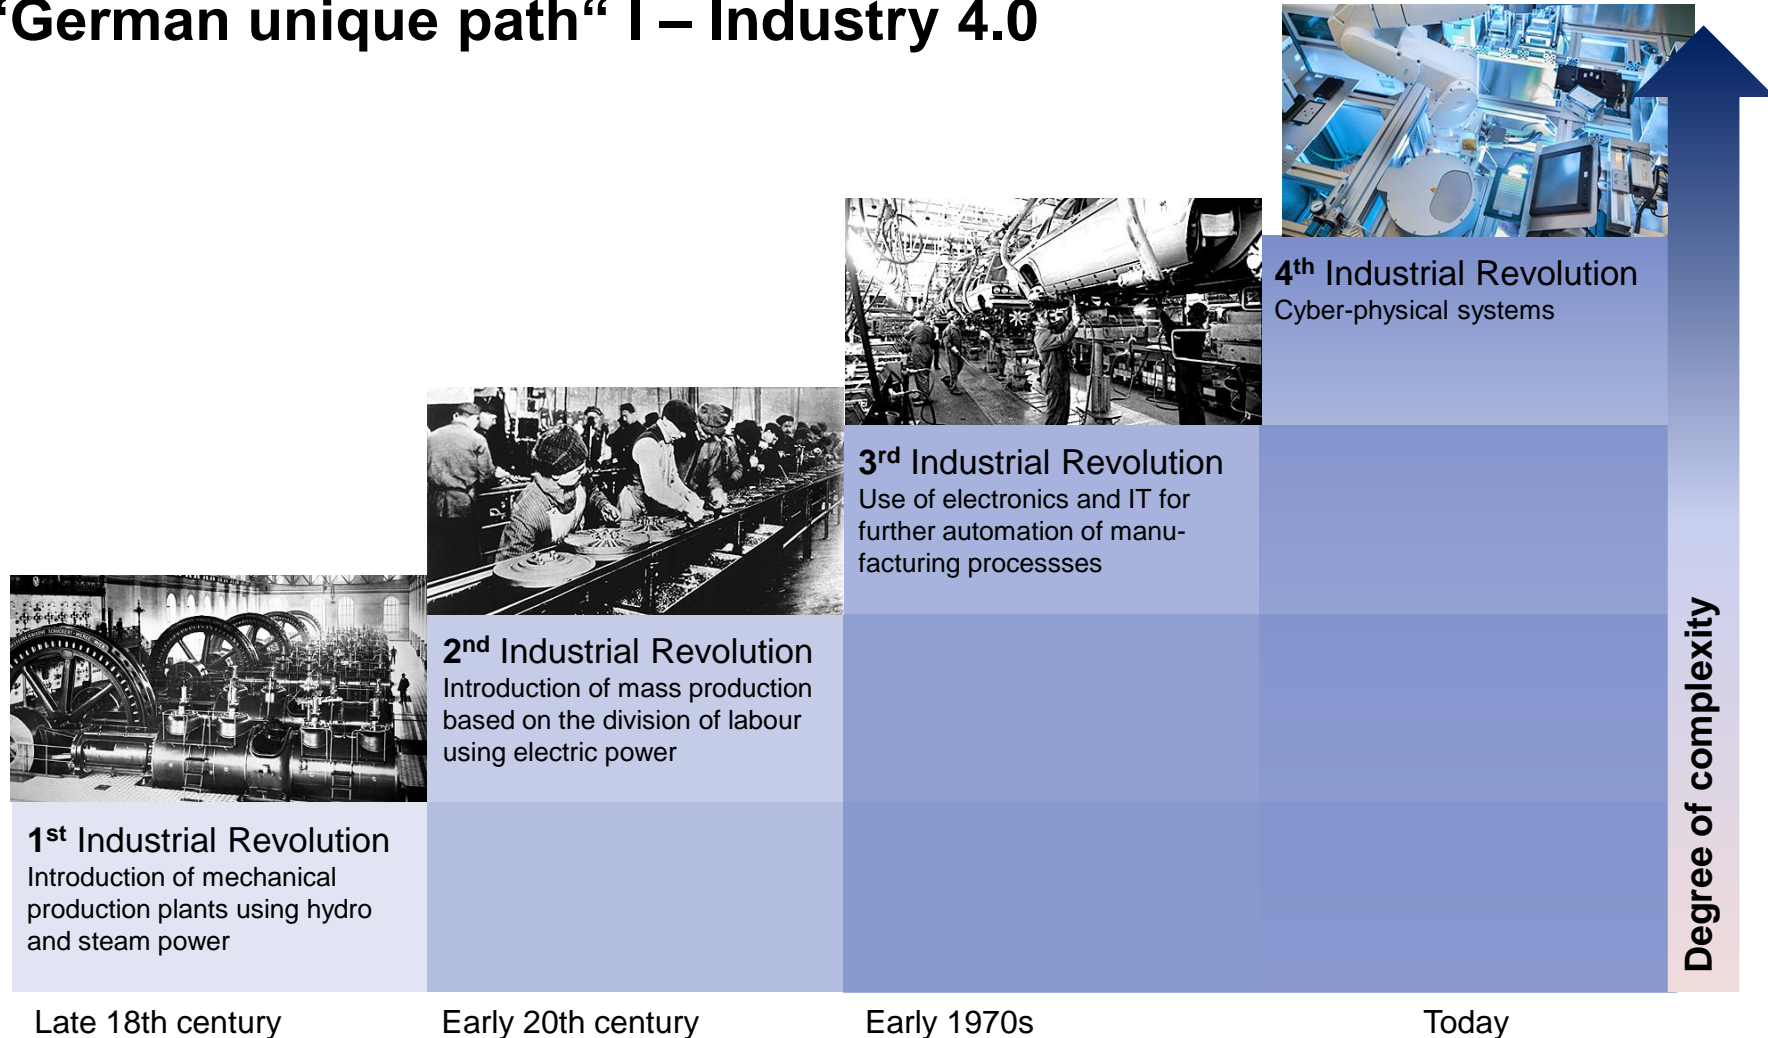 “German unique path“ I – Industry 4.0
4th Industrial Revolution
Cyber-physical systems
3rd Industrial Revolution
Use of electronics and IT for
further automation of manu-
facturing processses
2nd Industrial Revolution
Introduction of mass production
based on the division of labour
using electric power
1st Industrial Revolution
Introduction of mechanical
production plants using hydro
and steam power
Degree of complexity
Late 18th century
Early 20th century
Early 1970s
Today